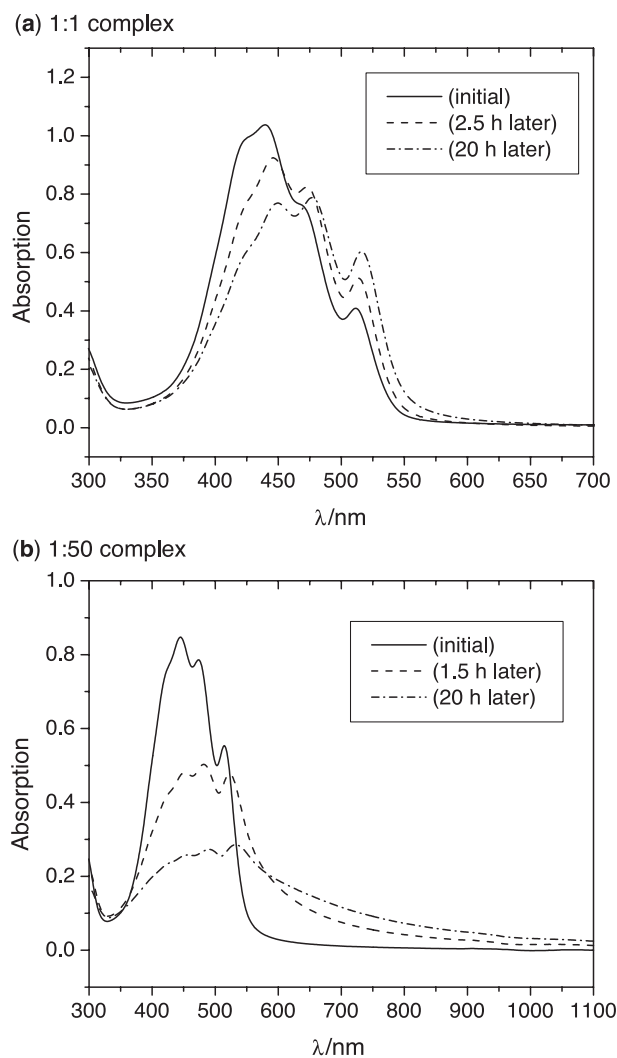 (a) 1:1 complex
1.2
1.0
0.8
0.6
0.4
0.2
0.0
Absorption
(initial)
(2.5 h later)
(20 h later)
300 350 400 450 500 550 600 650 700
λ/nm
(b) 1:50 complex
1.0
0.8
0.6
0.4
0.2
0.0
Absorption
(initial)
(1.5 h later)
(20 h later)
300 400 500 600 700 800 900 1000 1100
λ/nm